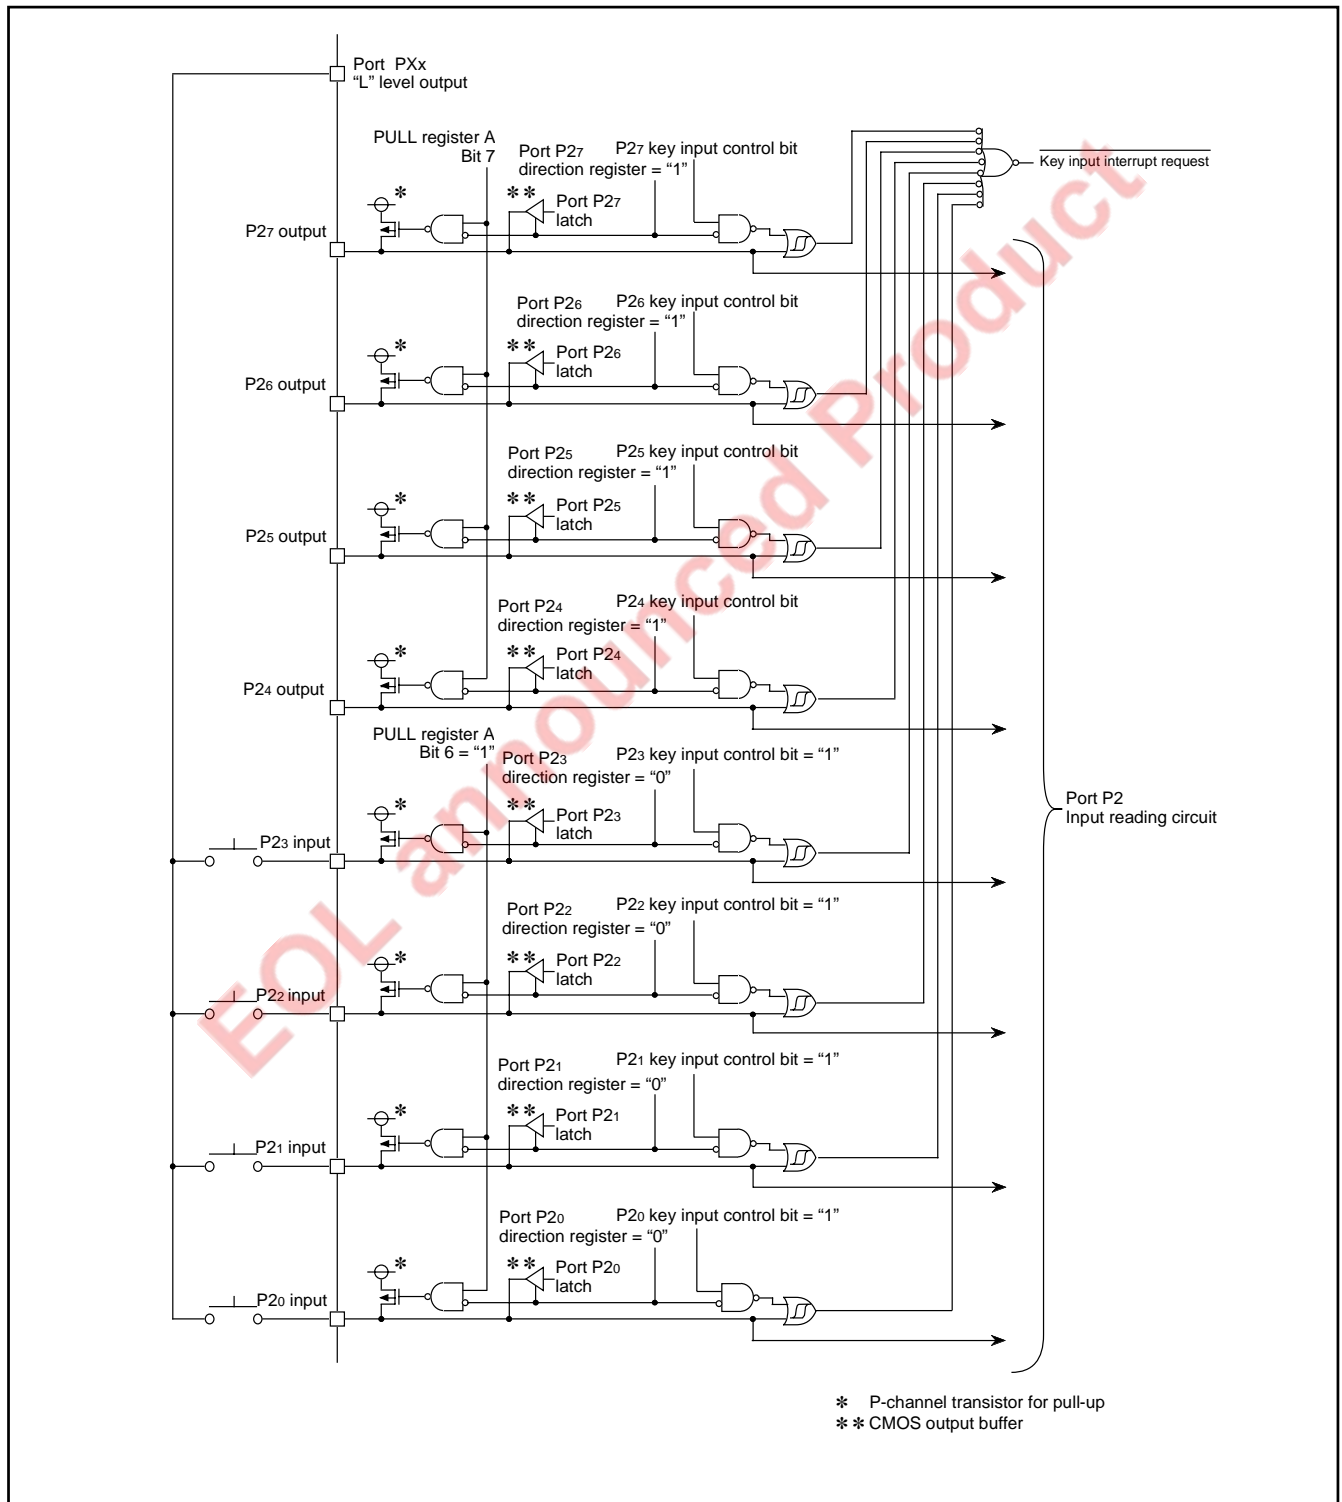 Port PXx
“L” level output
PULL register A
Bit 7
Port P27
direction register = “1”
P27 key input control bit
Key input interrupt request
*
**
Port P27
latch
P27 output
Port P26
direction register = “1”
P26 key input control bit
*
**
Port P26
latch
P26 output
Port P25
direction register = “1”
P25 key input control bit
*
**
Port P25
latch
P25 output
Port P24
direction register = “1”
P24 key input control bit
*
**
Port P24
latch
P24 output
PULL register A
Bit 6 = “1”
Port P23
direction register = “0”
P23 key input control bit = “1”
*
**
Port P23
latch
P23 input
Port P2
Input reading circuit
Port P22
direction register = “0”
P22 key input control bit = “1”
*
**
Port P22
latch
P22 input
Port P21
direction register = “0”
P21 key input control bit = “1”
*
**
Port P21
latch
P21 input
Port P20
direction register = “0”
P20 key input control bit = “1”
*
**
Port P20
latch
P20 input
* P-channel transistor for pull-up
** CMOS output buffer
EOL announced Product